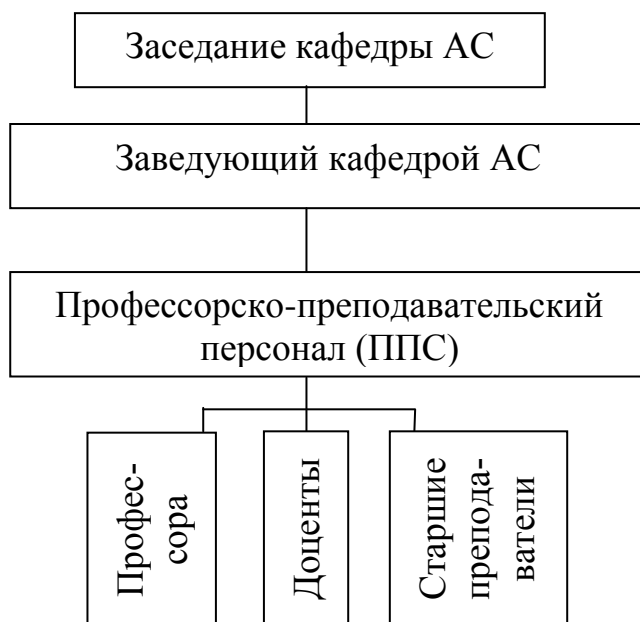 Заседание кафедры АС
Заведующий кафедрой АС
Профессорско-преподавательский
персонал (ППС)
Профес-
сора
Доценты
Старшие
препода-
ватели